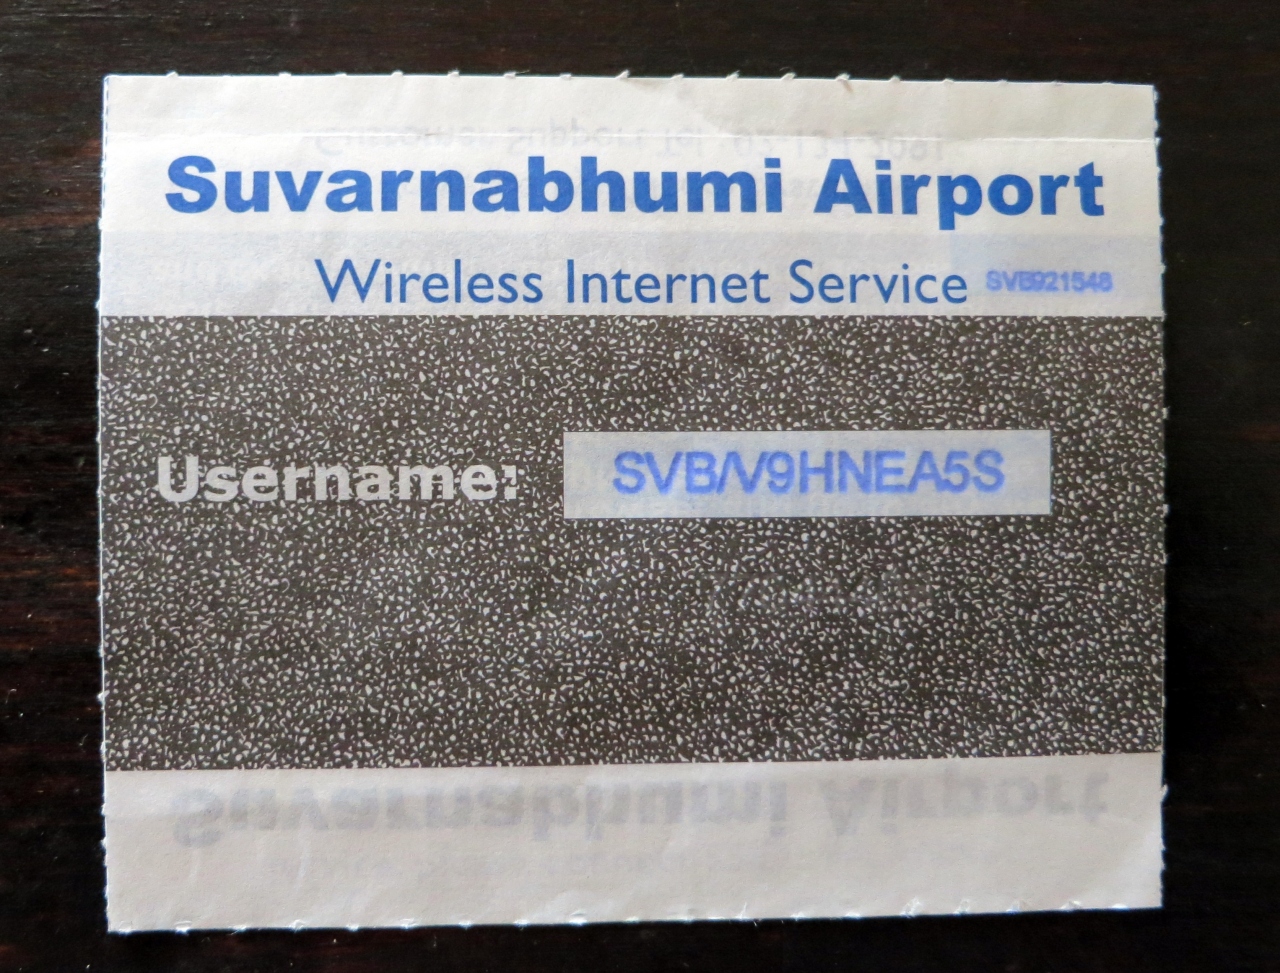 Suvarnabhumi Airport
Wireless Internet Service SVB921548
Username: SVB/V9HNEA5S